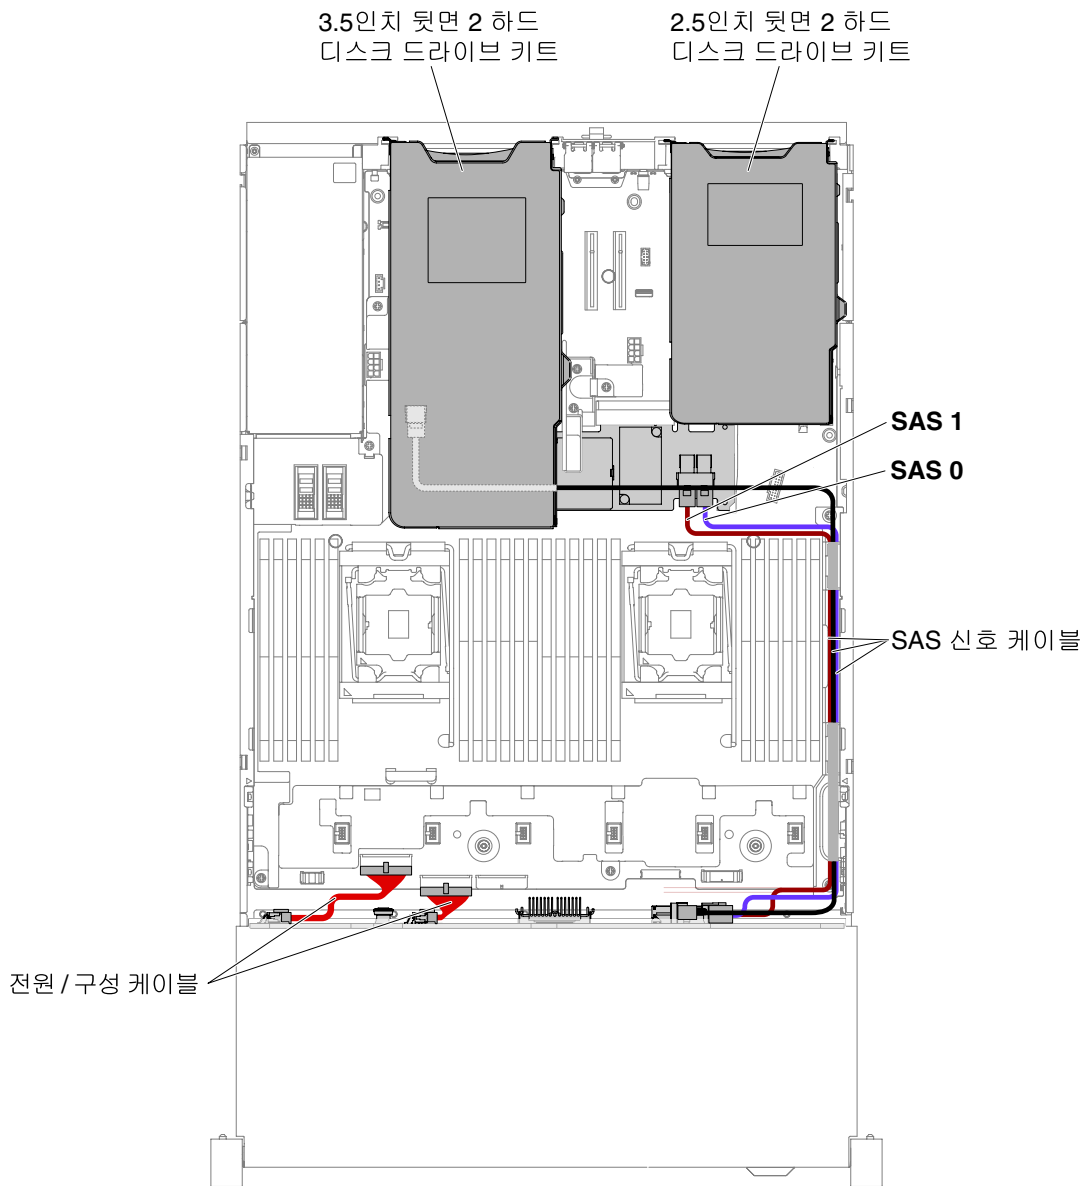 3.5인치 뒷면 2 하드
디스크 드라이브 키트
2.5인치 뒷면 2 하드
디스크 드라이브 키트
SAS 1
SAS 0
SAS 신호 케이블
전원 / 구성 케이블